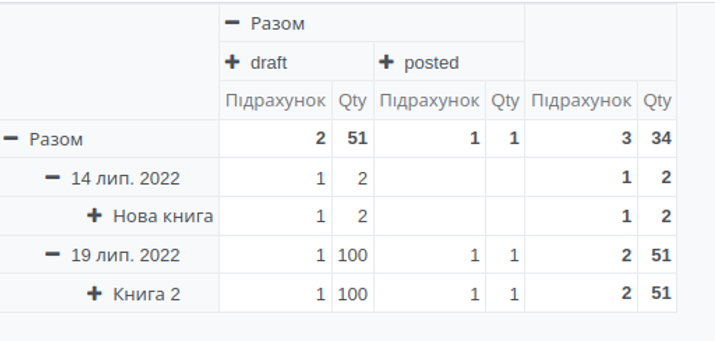 Разом
draft posted
Підрахунок Qty Підрахунок Qty Підрахунок Qty
Разом 2 51 1 1 3 34
14 лип. 2022 1 2 1 2
Нова книга 1 2 1 2
19 лип. 2022 1 100 1 1 2 51
Книга 2 1 100 1 1 2 51